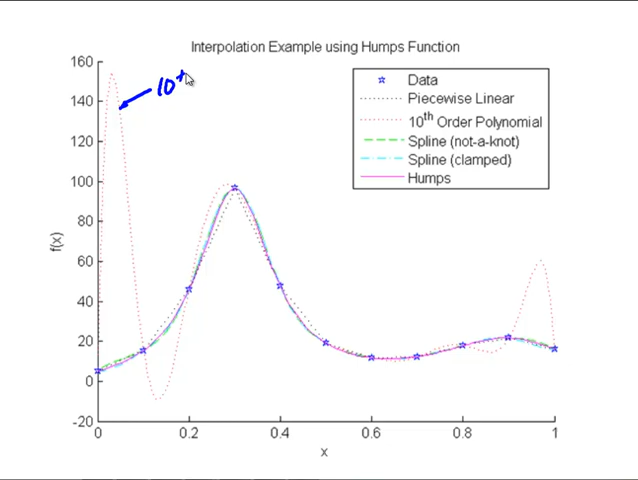 Interpolation Example using Humps Function
160
140
120
100
80
60
40
20
0
-20
f(x)
10
Data
Piecewise Linear
10th Order Polynomial
Spline (not-a-knot)
Spline (clamped)
Humps
0
0.2
0.4
0.6
0.8
1
x